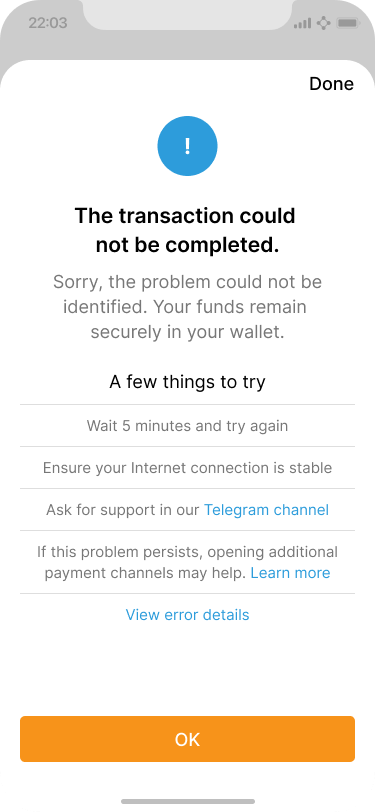 22:03
Done
!
The transaction could
not be completed.
Sorry, the problem could not be
identified. Your funds remain
securely in your wallet.
A few things to try
Wait 5 minutes and try again
Ensure your Internet connection is stable
Ask for support in our Telegram channel
If this problem persists, opening additional
payment channels may help. Learn more
View error details
OK